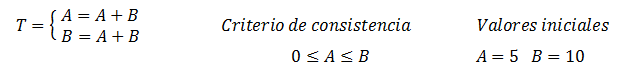 T = { A = A + B
B = A + B
Criterio de consistencia
0 ≤ A ≤ B
Valores iniciales
A = 5 B = 10